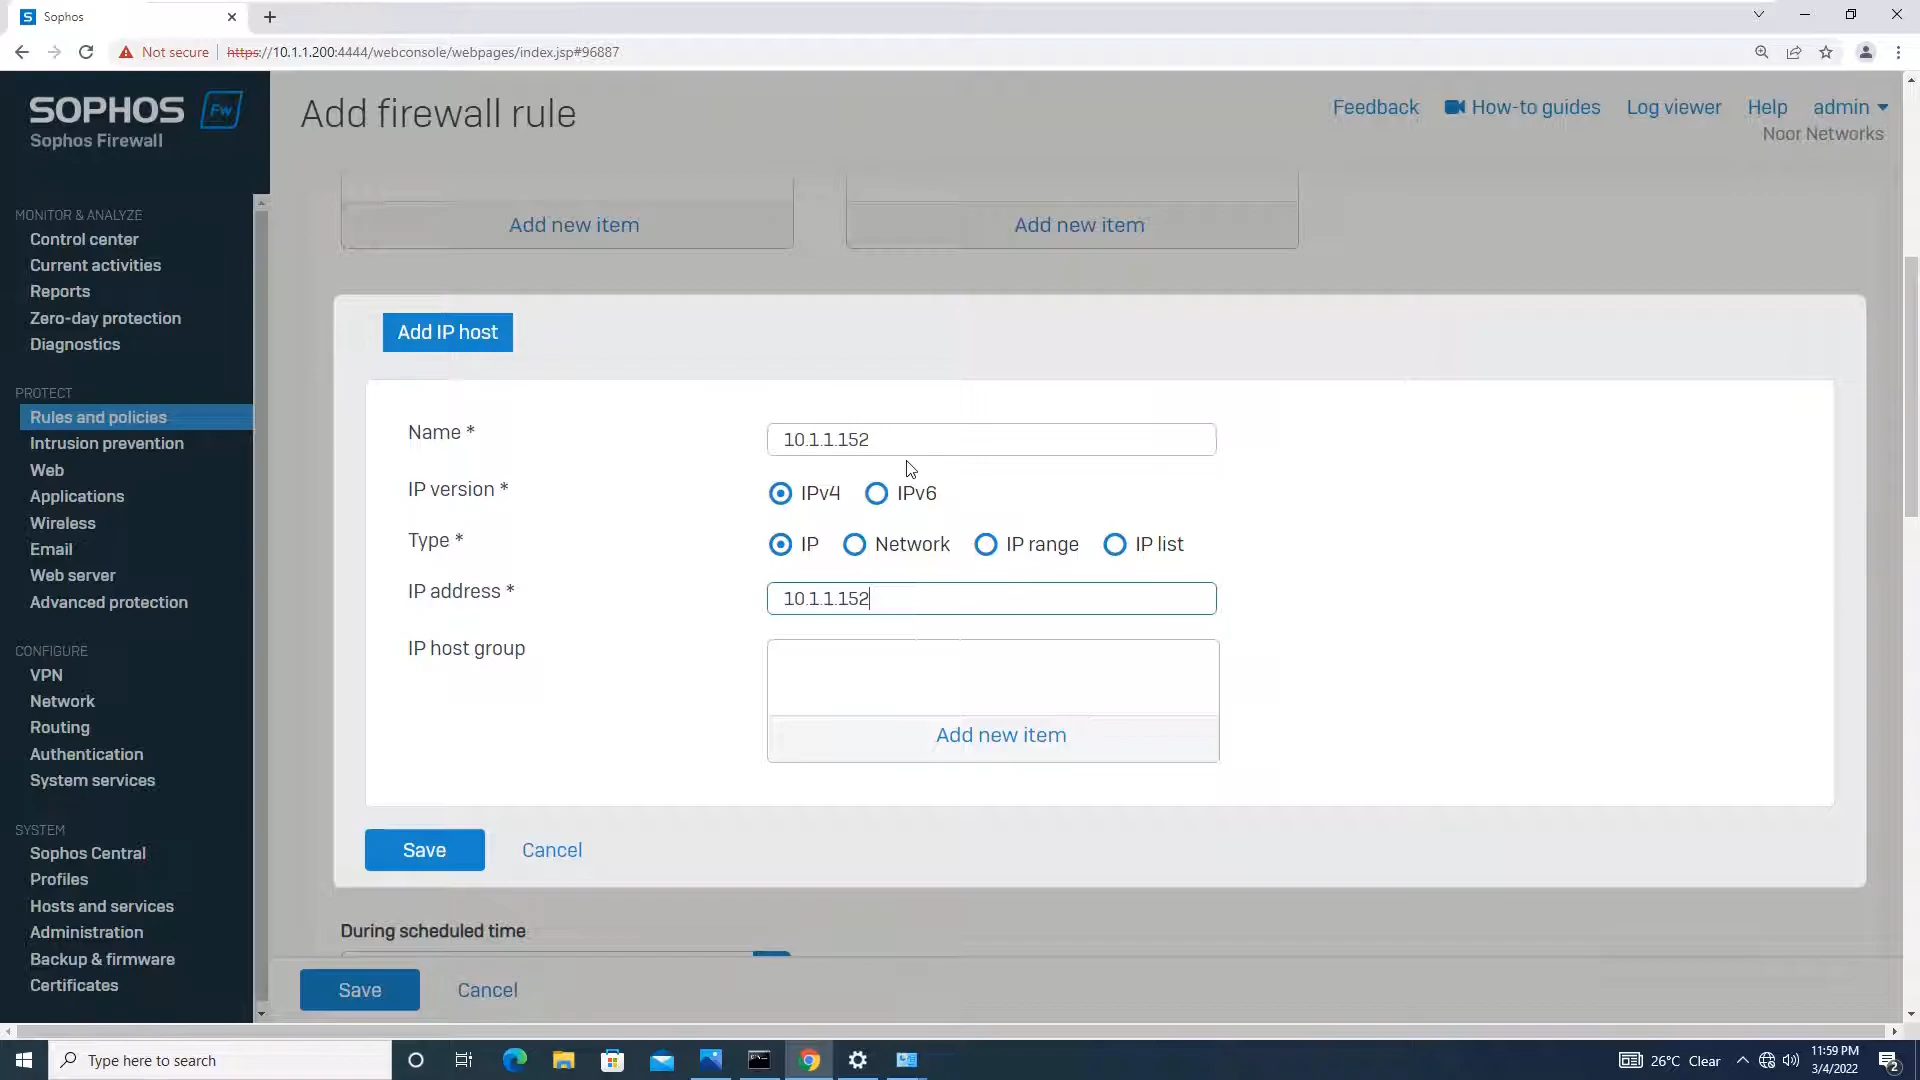 Sophos
Not secure
https://10.1.1.200:4444/webconsole/webpages/index.jsp#96887
SOPHOS
Fw
Sophos Firewall
Add firewall rule
Feedback
How-to guides
Log viewer
Help
admin
Noor Networks
MONITOR & ANALYZE
Control center
Current activities
Reports
Zero-day protection
Diagnostics
PROTECT
Rules and policies
Intrusion prevention
Web
Applications
Wireless
Email
Web server
Advanced protection
CONFIGURE
VPN
Network
Routing
Authentication
System services
SYSTEM
Sophos Central
Profiles
Hosts and services
Administration
Backup & firmware
Certificates
Add new item
Add new item
Add IP host
Name *
10.1.1.152
IP version *
IPv4 IPv6
Type *
IP Network IP range IP list
IP address *
10.1.1.152
IP host group
Add new item
Save Cancel
During scheduled time
Save Cancel
Type here to search
26°C Clear
11:59 PM
3/4/2022
2